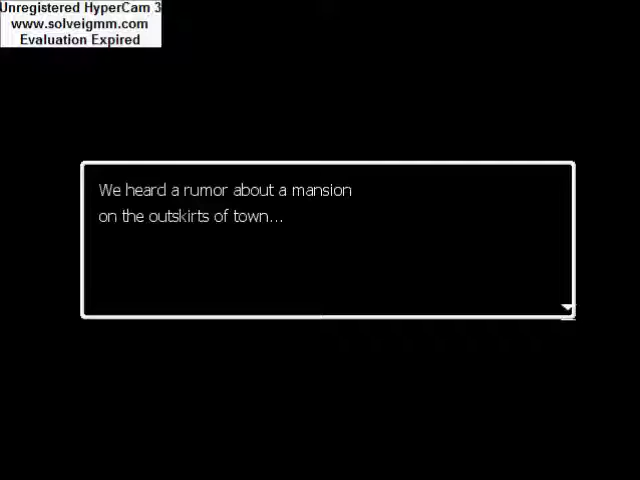 Unregistered HyperCam 3
www.solveigmm.com
Evaluation Expired
We heard a rumor about a mansion
on the outskirts of town...